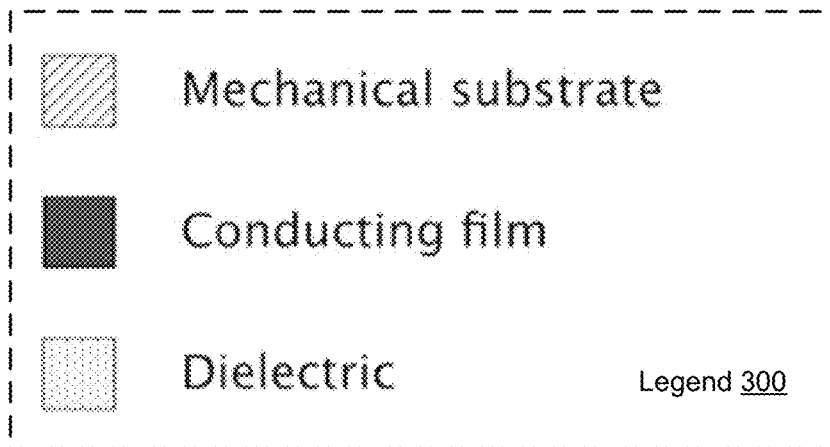 Mechanical substrate
Conducting film
Dielectric
Legend 300